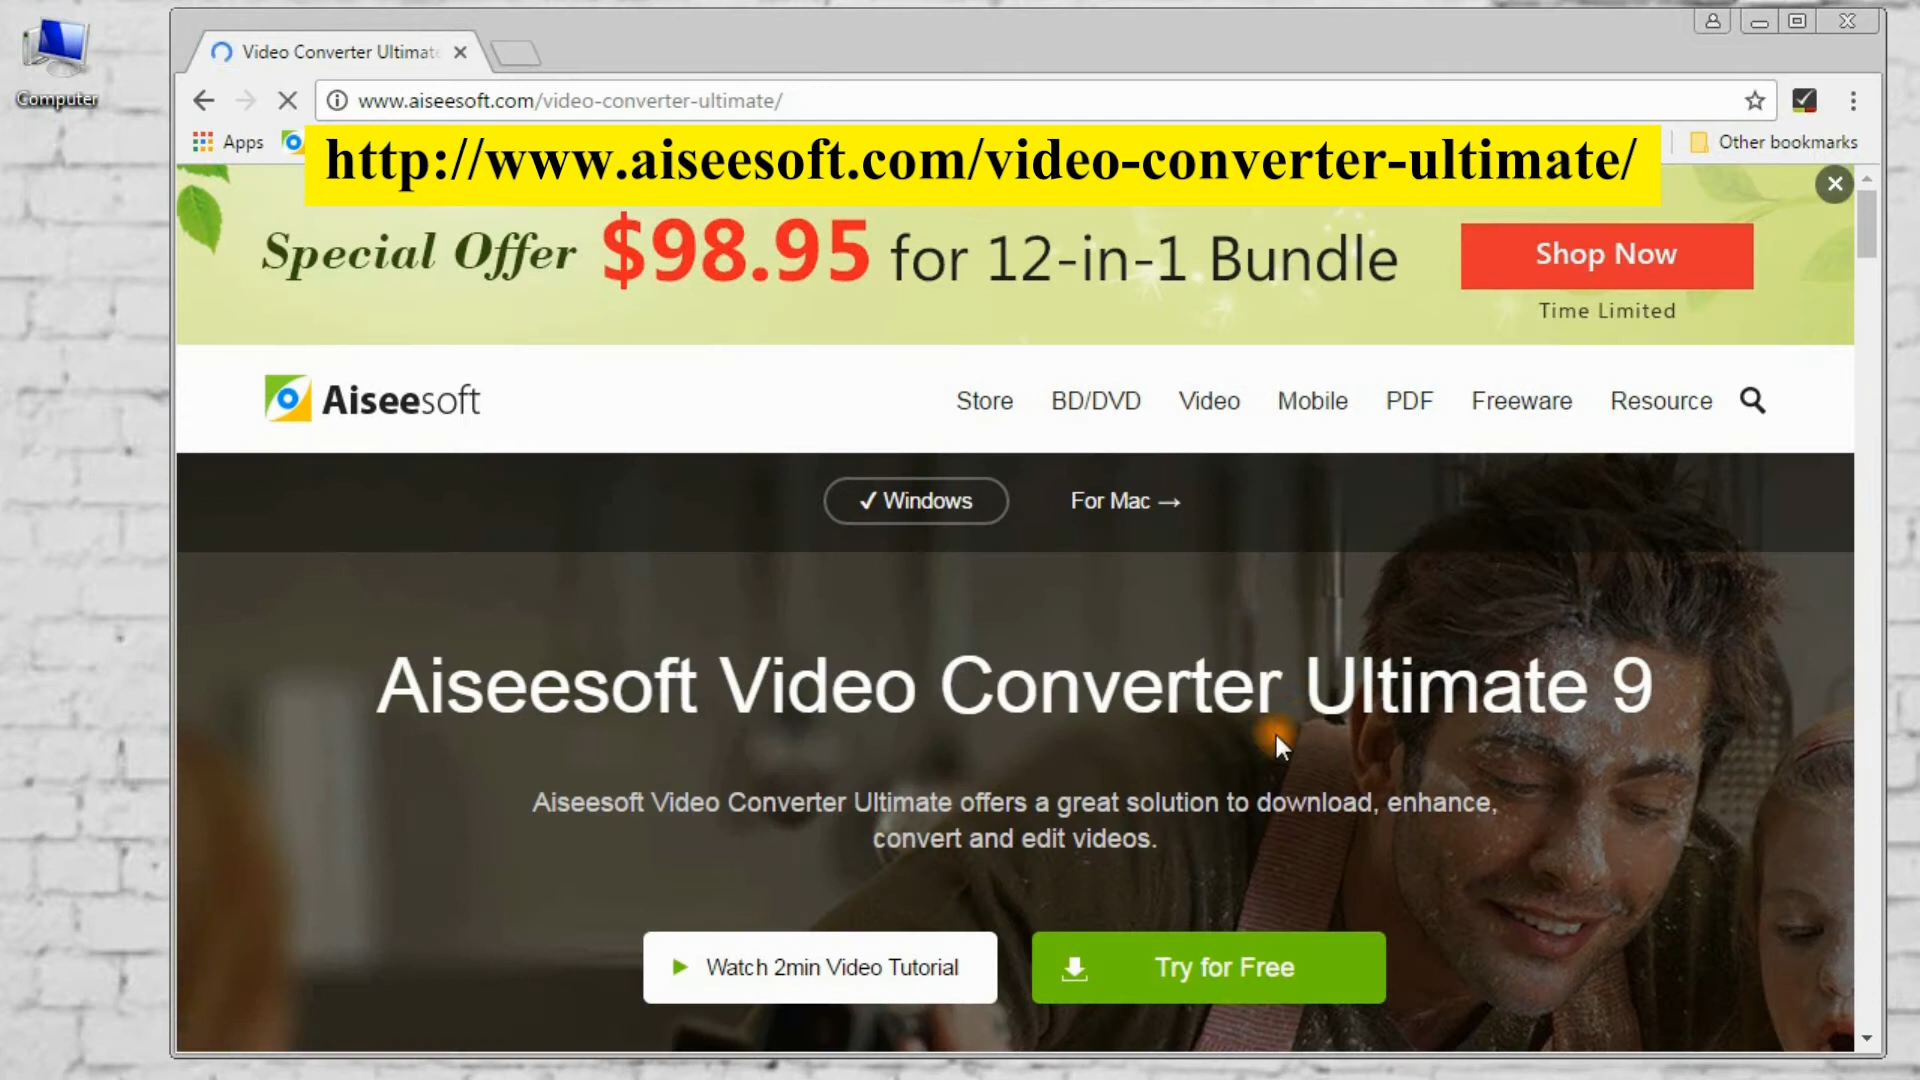 Computer
Video Converter Ultimat
www.aiseesoft.com/video-converter-ultimate/
Apps
Other bookmarks
http://www.aiseesoft.com/video-converter-ultimate/
Special Offer $98.95 for 12-in-1 Bundle
Shop Now
Time Limited
Aiseesoft
Store BD/DVD Video Mobile PDF Freeware Resource
✓ Windows
For Mac →
Aiseesoft Video Converter Ultimate 9
Aiseesoft Video Converter Ultimate offers a great solution to download, enhance,
convert and edit videos.
Watch 2min Video Tutorial
Try for Free